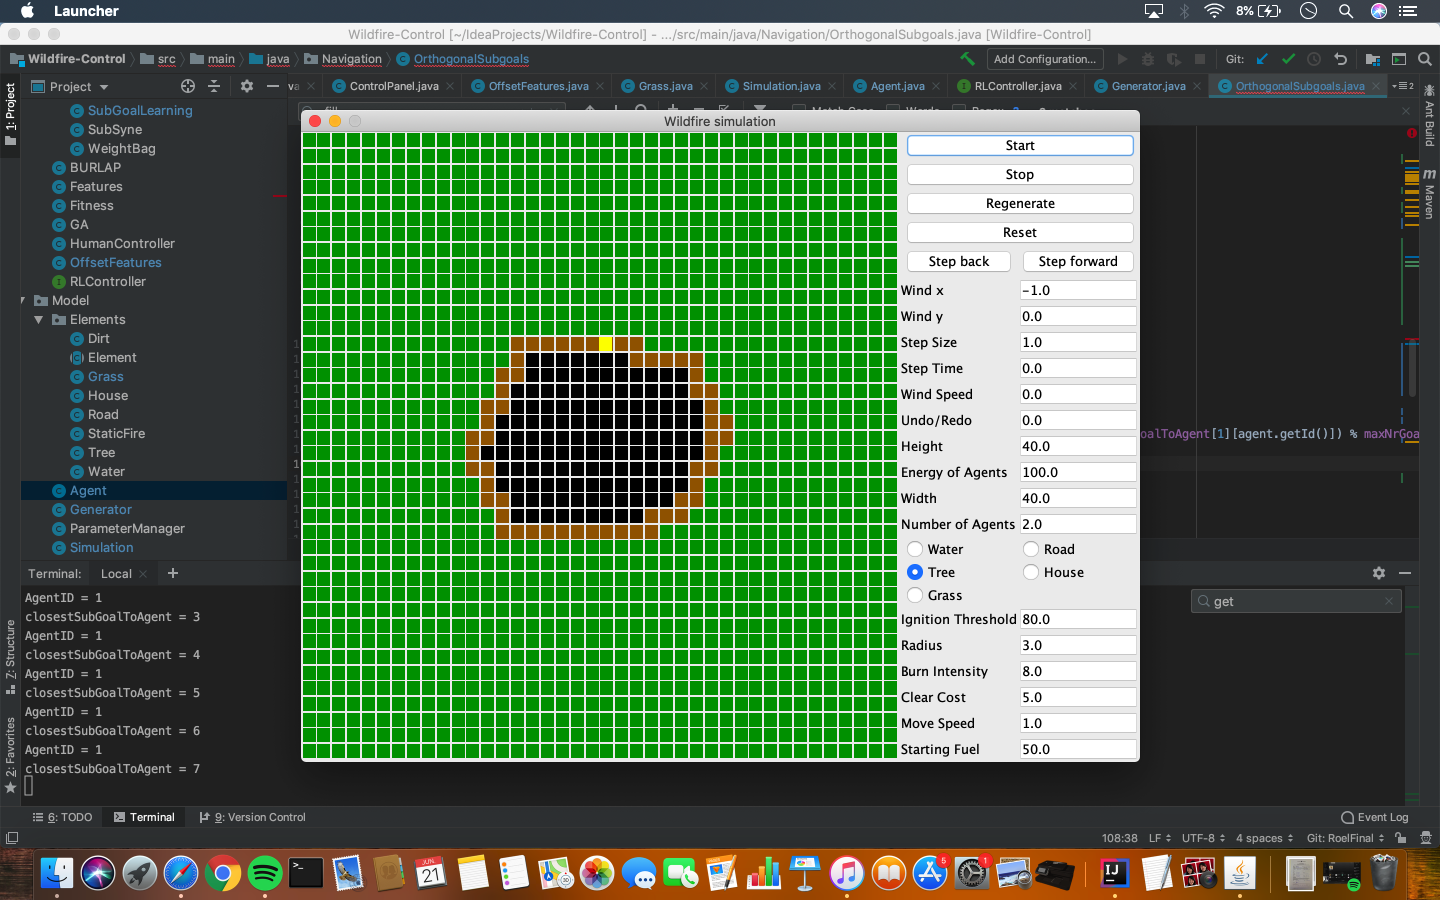 Launcher
8%
Wildfire-Control [~/IdeaProjects/Wildfire-Control] - .../src/main/java/Navigation/OrthogonalSubgoals.java [Wildfire-Control]
Wildfire-Control src main java Navigation OrthogonalSubgoals Add Configuration... Git:
Project ControlPanel.java OffsetFeatures.java Grass.java Simulation.java Agent.java RLController.java Generator.java OrthogonalSubgoals.java 2
1: Project
Ant Build
Maven
SubGoalLearning
SubSyne
WeightBag
BURLAP
Features
Fitness
GA
HumanController
OffsetFeatures
RLController
Model
Elements
Dirt
Element
Grass
House
Road
StaticFire
Tree
Water
Agent
Generator
ParameterManager
Simulation
Wildfire simulation
Start
Stop
Regenerate
Reset
Step back Step forward
Wind x -1.0
Wind y 0.0
Step Size 1.0
Step Time 0.0
Wind Speed 0.0
Undo/Redo 0.0
Height 40.0
Energy of Agents 100.0
Width 40.0
Number of Agents 2.0
Water Road
Tree House
Grass
Ignition Threshold 80.0
Radius 3.0
Burn Intensity 8.0
Clear Cost 5.0
Move Speed 1.0
Starting Fuel 50.0
oalToAgent[1][agent.getId()]) % maxNrGoa
Terminal: Local +
get
AgentID = 1
closestSubGoalToAgent = 3
AgentID = 1
closestSubGoalToAgent = 4
AgentID = 1
closestSubGoalToAgent = 5
AgentID = 1
closestSubGoalToAgent = 6
AgentID = 1
closestSubGoalToAgent = 7
Z: Structure
2: Favorites
6: TODO Terminal 9: Version Control Event Log
108:38 LF UTF-8 4 spaces Git: RoelFinal
JUN 21
5
1
IJ